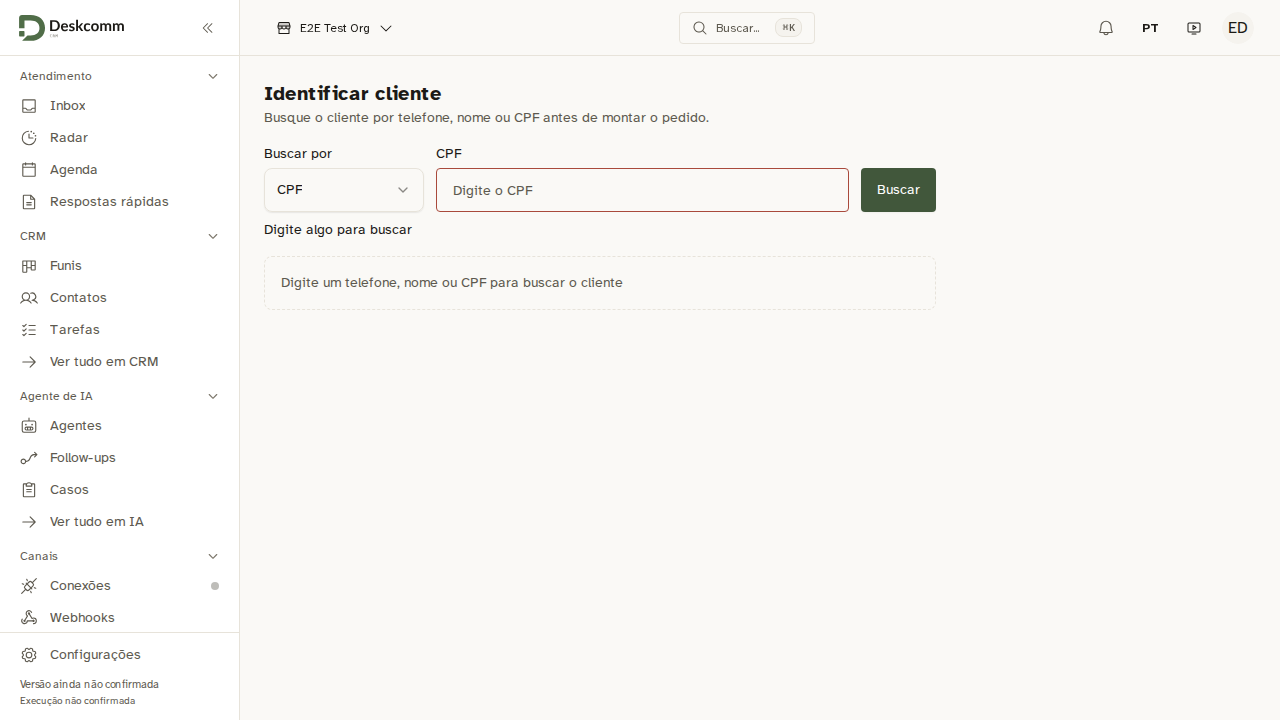 Deskcomm
E2E Test Org
Buscar...
⌘K
PT
ED
Atendimento
Inbox
Radar
Agenda
Respostas rápidas
CRM
Funis
Contatos
Tarefas
Ver tudo em CRM
Agente de IA
Agentes
Follow-ups
Casos
Ver tudo em IA
Canais
Conexões
Webhooks
Configurações
Versão ainda não confirmada
Execução não confirmada
Identificar cliente
Busque o cliente por telefone, nome ou CPF antes de montar o pedido.
Buscar por
CPF
CPF
Digite o CPF
Buscar
Digite algo para buscar
Digite um telefone, nome ou CPF para buscar o cliente